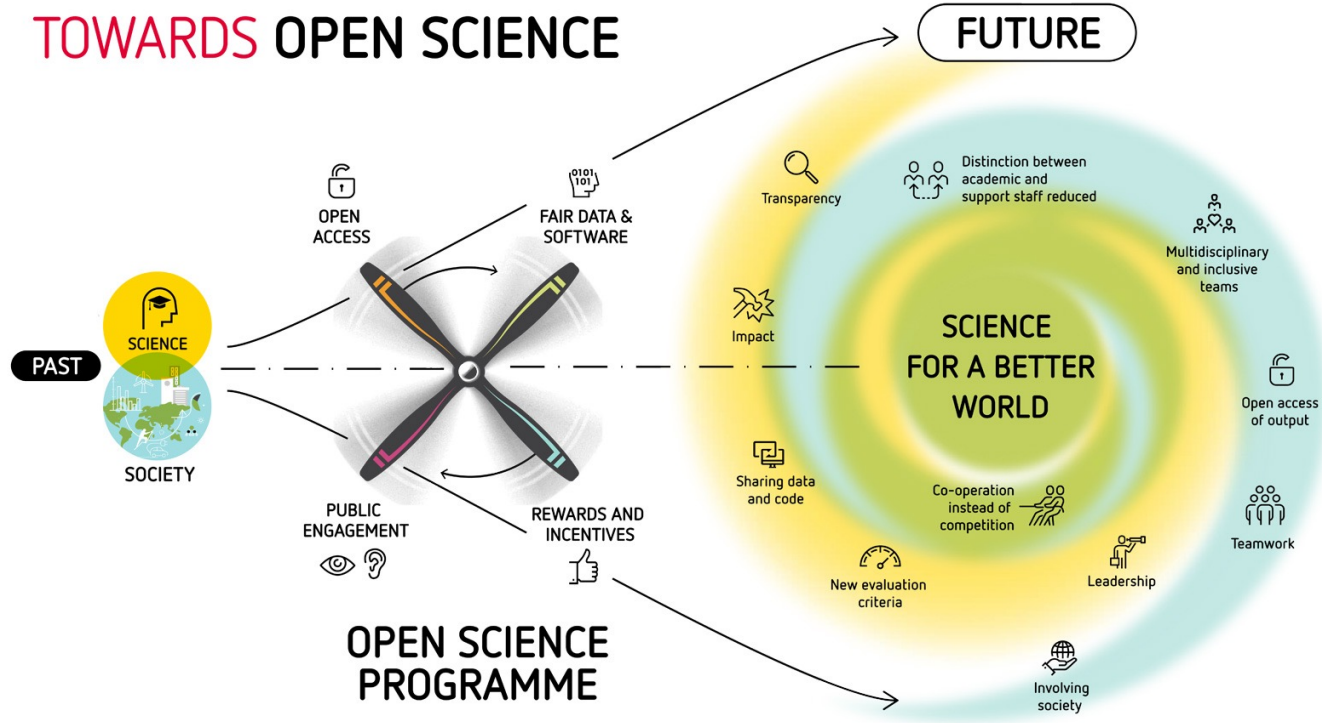 TOWARDS OPEN SCIENCE
FUTURE
PAST
SCIENCE
SOCIETY
OPEN
ACCESS
0101
101
FAIR DATA &
SOFTWARE
PUBLIC
ENGAGEMENT
REWARDS AND
INCENTIVES
OPEN SCIENCE
PROGRAMME
Transparency
Distinction between
academic and
support staff reduced
Multidisciplinary
and inclusive
teams
Impact
SCIENCE
FOR A BETTER
WORLD
Open access
of output
Sharing data
and code
Co-operation
instead of
competition
Teamwork
New evaluation
criteria
Leadership
Involving
society